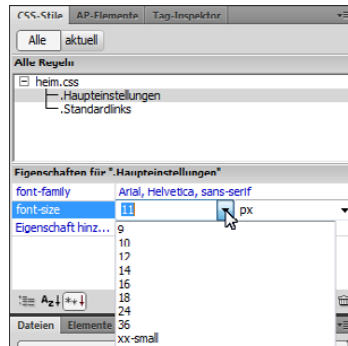 CSS-Stile AP-Elemente Tag-Inspektor
Alle aktuell
Alle Regeln
heim.css
.Haupteinstellungen
.Standardlinks
Eigenschaften für ".Haupteinstellungen"
font-family Arial, Helvetica, sans-serif
font-size 11 px
Eigenschaft hinz... 9
10
12
14
16
18
24
36
xx-small
Dateien Elemente